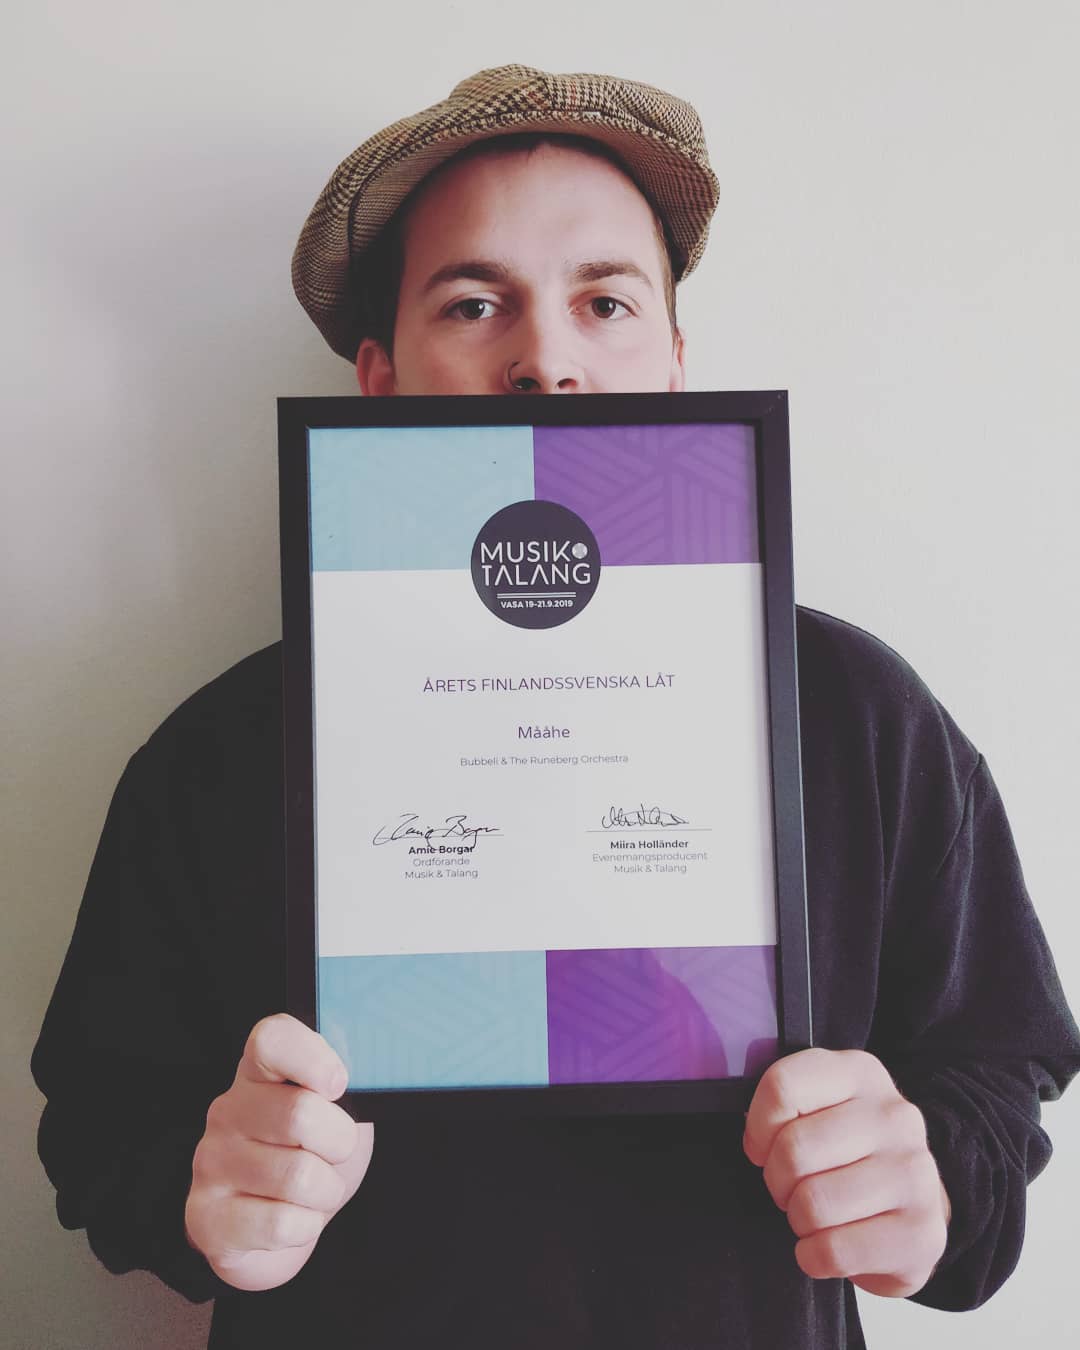 MUSIK
TALANG
VASA 19-21.9.2019
ÅRETS FINLANDSSVENSKA LÅT
Mååhe
Bubbeli & The Runeberg Orchestra
Amie Borgar
Ordförande
Musik & Talang
Miira Holländer
Evenemangsproducent
Musik & Talang